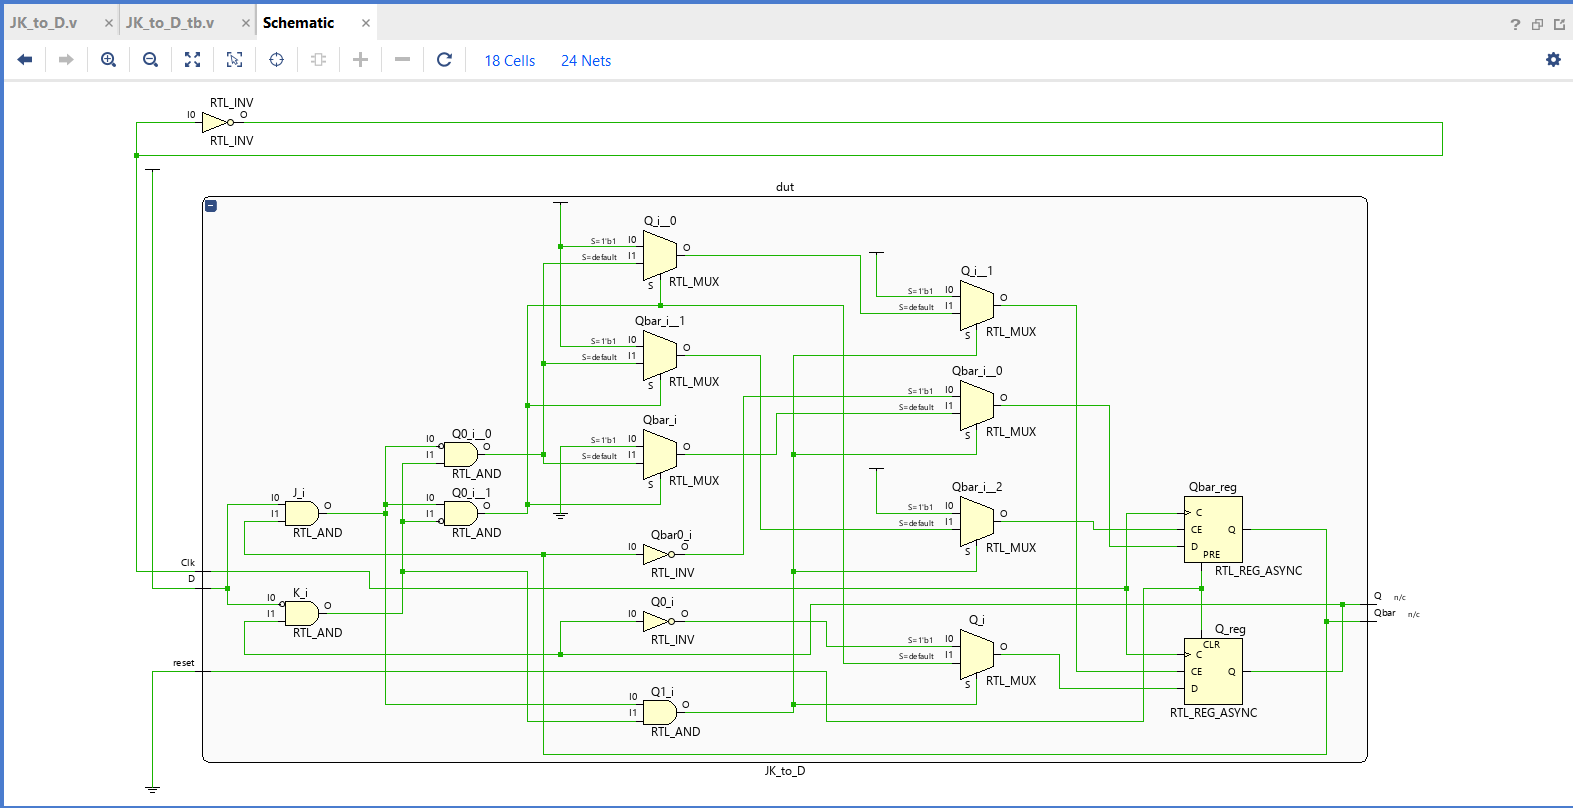 JK_to_D.v × JK_to_D_tb.v × Schematic ×
?
18 Cells 24 Nets
RTL_INV
I0 O
RTL_INV
dut
Q_i__0
S=1'b1 I0 O
S=default I1
S RTL_MUX
Q_i__1
S=1'b1 I0 O
S=default I1
S RTL_MUX
Qbar_i__1
S=1'b1 I0 O
S=default I1
S RTL_MUX
Qbar_i__0
S=1'b1 I0 O
S=default I1
S RTL_MUX
Qbar_i
S=1'b1 I0 O
S=default I1
S RTL_MUX
Q0_i__0
I0 O
I1
RTL_AND
Q0_i__1
I0 O
I1
RTL_AND
J_i
I0 O
I1
RTL_AND
Qbar_i__2
S=1'b1 I0 O
S=default I1
S RTL_MUX
Qbar_reg
C
CE Q
D
PRE
RTL_REG_ASYNC
Qbar0_i
I0 O
RTL_INV
Clk
D
K_i
I0 O
I1
RTL_AND
Q0_i
I0 O
RTL_INV
Q n/c
Qbar n/c
Q_i
S=1'b1 I0 O
S=default I1
S RTL_MUX
Q_reg
CLR
C
CE Q
D
RTL_REG_ASYNC
reset
Q1_i
I0 O
I1
RTL_AND
JK_to_D